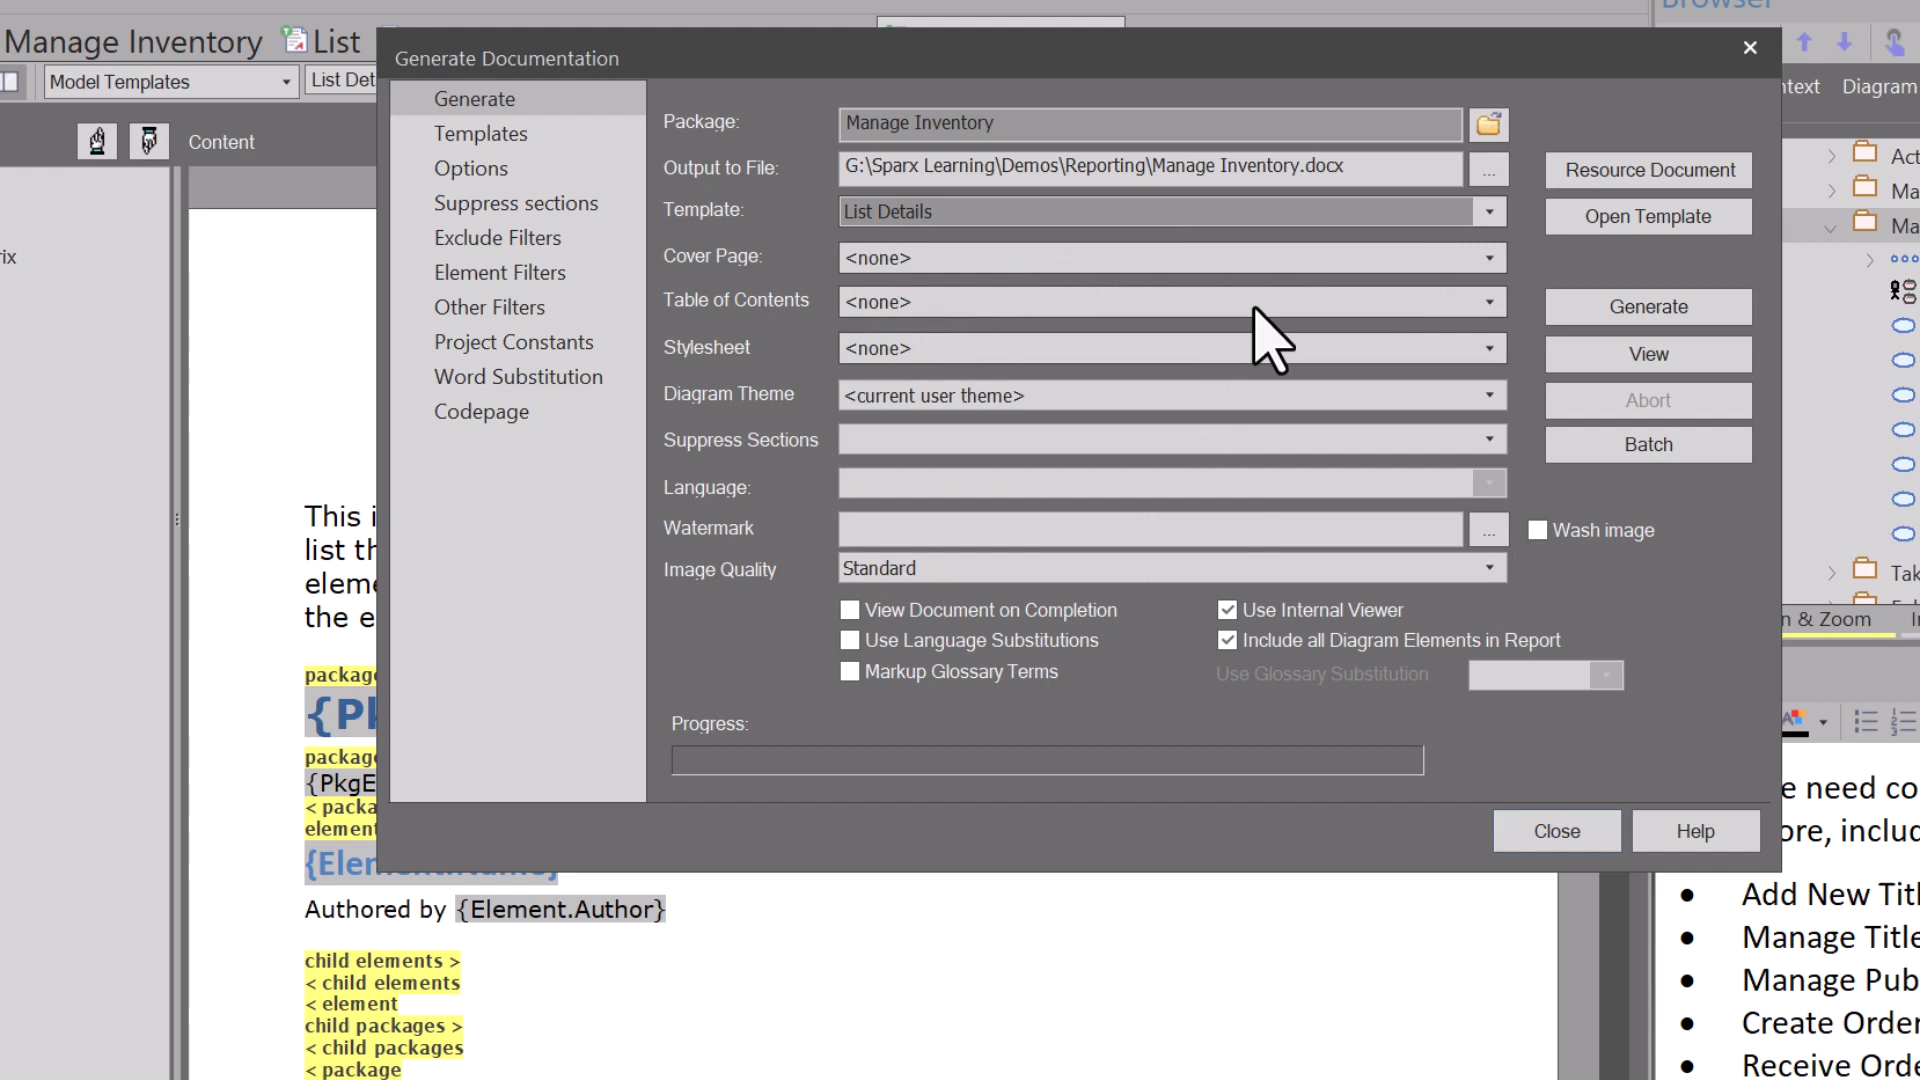 Manage Inventory List
Model Templates
List Det
Content
ix
This i
list th
eleme
the e
package
{Pk
package
{PkgE
< packa
element
{Element.Name}
Authored by {Element.Author}
child elements >
< child elements
< element
child packages >
< child packages
< package
Generate Documentation
Generate
Templates
Options
Suppress sections
Exclude Filters
Element Filters
Other Filters
Project Constants
Word Substitution
Codepage
Package: Manage Inventory
Output to File: G:\Sparx Learning\Demos\Reporting\Manage Inventory.docx ...
Template: List Details
Cover Page: <none>
Table of Contents <none>
Stylesheet <none>
Diagram Theme <current user theme>
Suppress Sections
Language:
Watermark ... Wash image
Image Quality Standard
View Document on Completion Use Internal Viewer
Use Language Substitutions Include all Diagram Elements in Report
Markup Glossary Terms Use Glossary Substitution
Progress:
Resource Document
Open Template
Generate
View
Abort
Batch
Close Help
Browser
ntext Diagram
Act
Ma
Ma
Tak
n & Zoom
e need co
ore, includ
• Add New Titl
• Manage Title
• Manage Pub
• Create Order
• Receive Orde